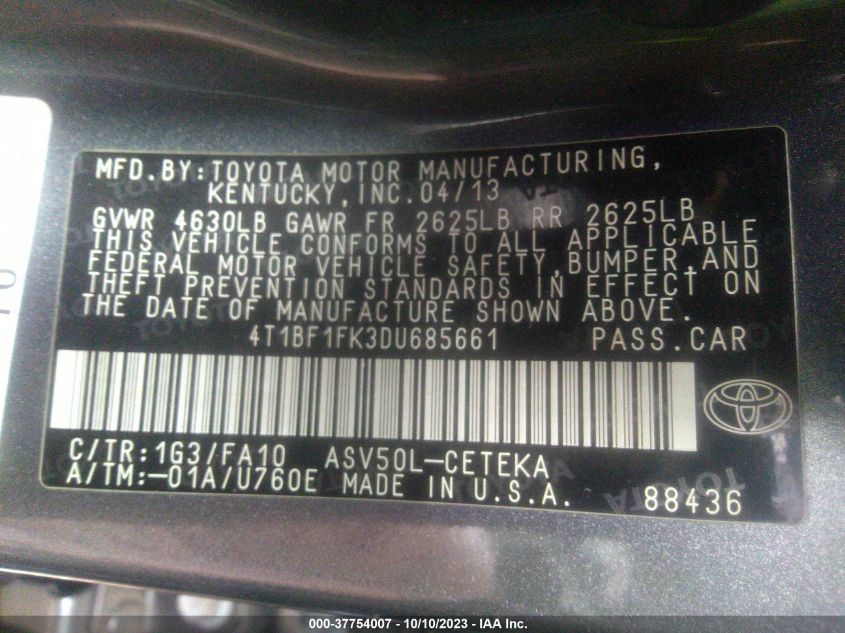 MFD.BY:TOYOTA MOTOR MANUFACTURING,
KENTUCKY,INC.04/13
GVWR 4630LB GAWR FR 2625LB RR 2625LB
THIS VEHICLE CONFORMS TO ALL APPLICABLE
FEDERAL MOTOR VEHICLE SAFETY,BUMPER,AND
THEFT PREVENTION STANDARDS IN EFFECT ON
THE DATE OF MANUFACTURE SHOWN ABOVE.
4T1BF1FK3DU685661 PASS.CAR
C/TR:1G3/FA10 ASV50L-CETEKA
A/TM:-01A/U760E MADE IN U.S.A. 88436
000-37754007 - 10/10/2023 - IAA Inc.